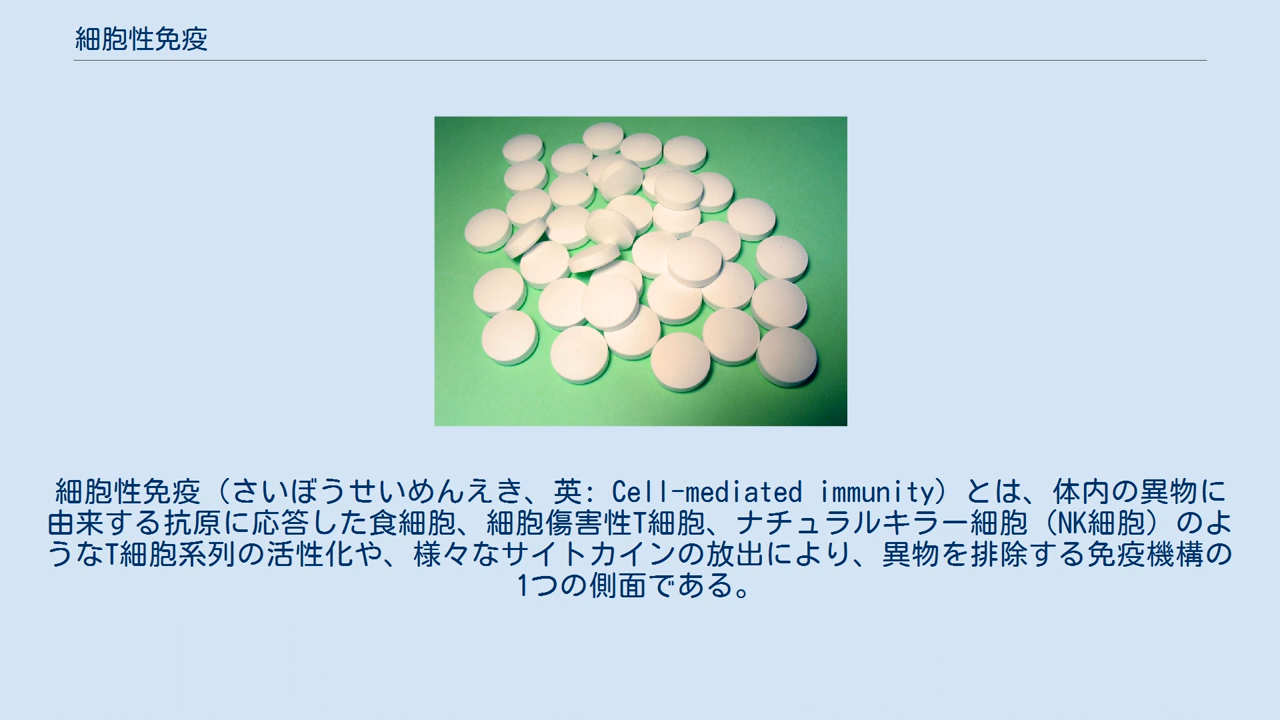 細胞性免疫
細胞性免疫（さいぼうせいめんえき、英: Cell-mediated immunity）とは、体内の異物に
由来する抗原に応答した食細胞、細胞傷害性T細胞、ナチュラルキラー細胞（NK細胞）のよ
うなT細胞系列の活性化や、様々なサイトカインの放出により、異物を排除する免疫機構の
1つの側面である。